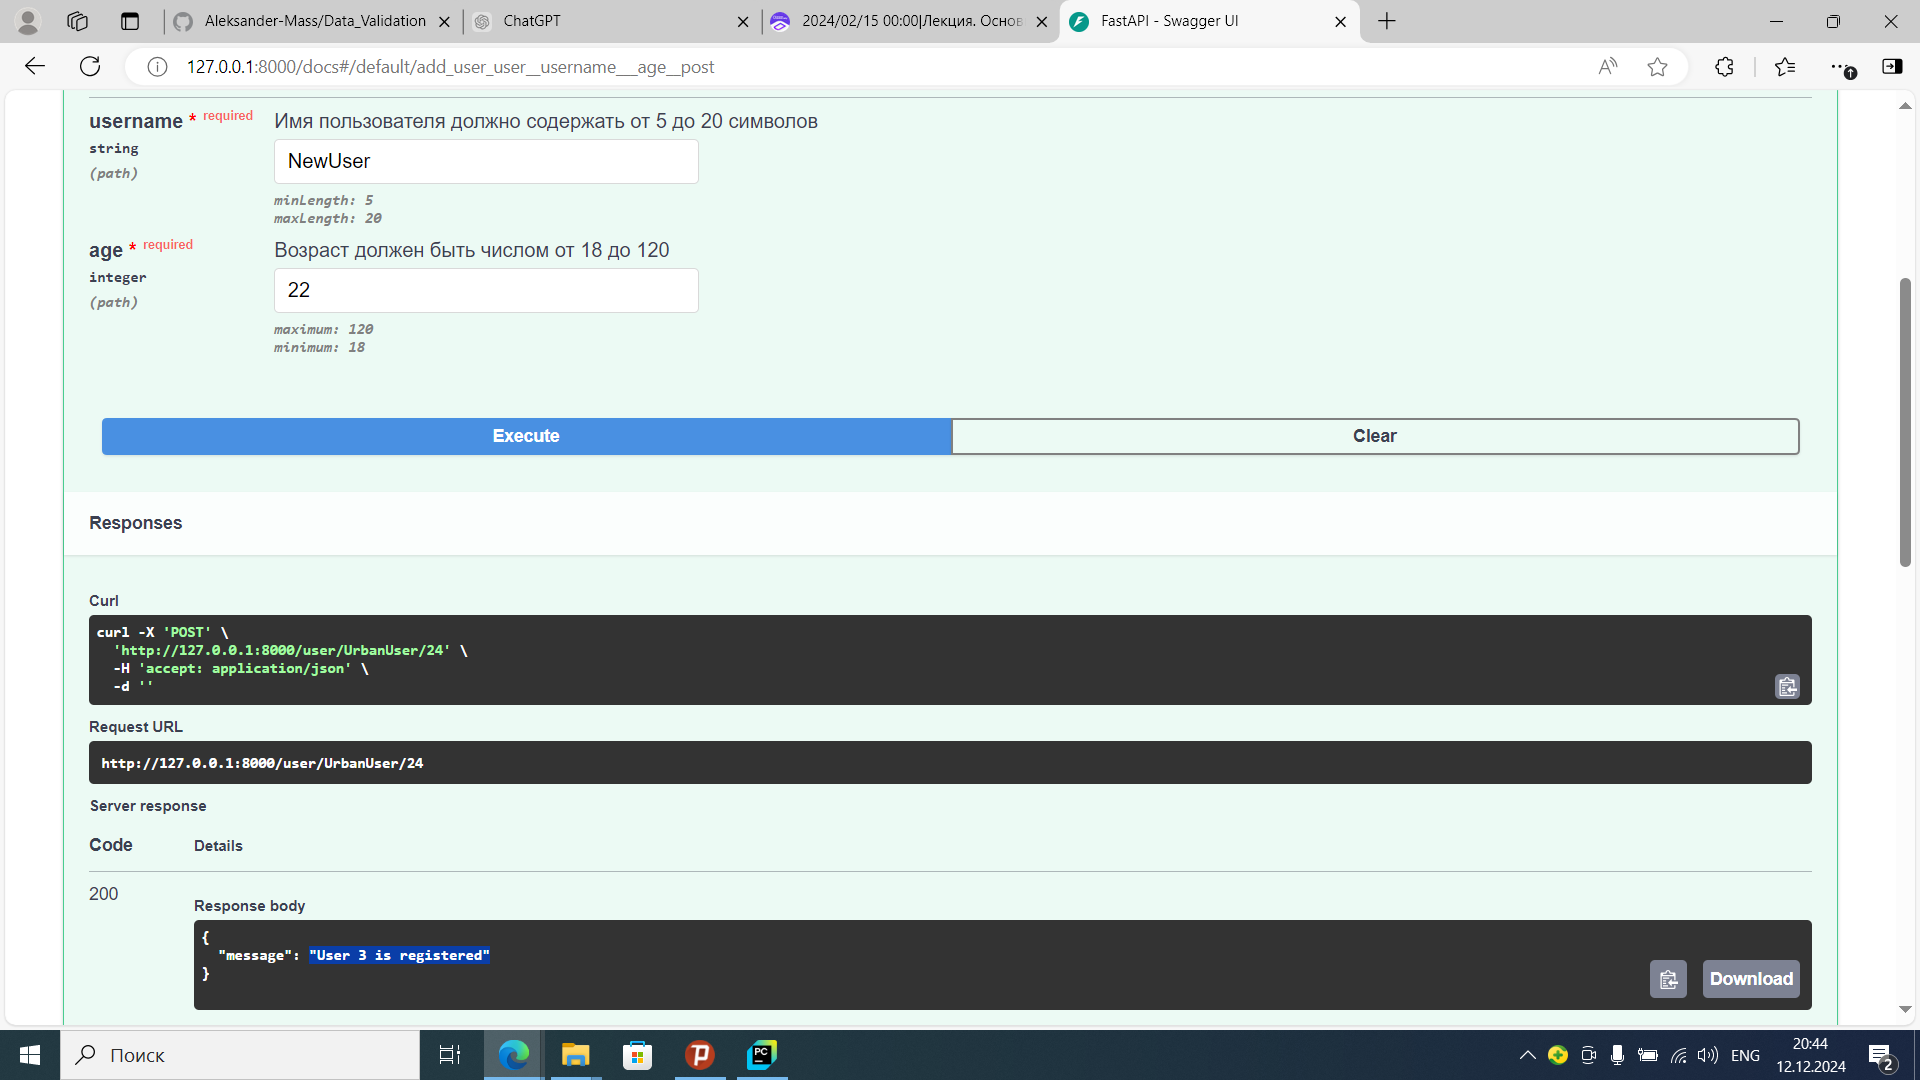 Aleksander-Mass/Data_Validation
ChatGPT
2024/02/15 00:00|Лекция. Основ
FastAPI - Swagger UI
127.0.0.1:8000/docs#/default/add_user_user__username___age__post
username * required
Имя пользователя должно содержать от 5 до 20 символов
string
(path)
NewUser
minLength: 5
maxLength: 20
age * required
Возраст должен быть числом от 18 до 120
integer
(path)
22
maximum: 120
minimum: 18
Execute
Clear
Responses
Curl
curl -X 'POST' \
'http://127.0.0.1:8000/user/UrbanUser/24' \
-H 'accept: application/json' \
-d ''
Request URL
http://127.0.0.1:8000/user/UrbanUser/24
Server response
Code
Details
200
Response body
{
"message": "User 3 is registered"
}
Download
Поиск
ENG
20:44
12.12.2024
2